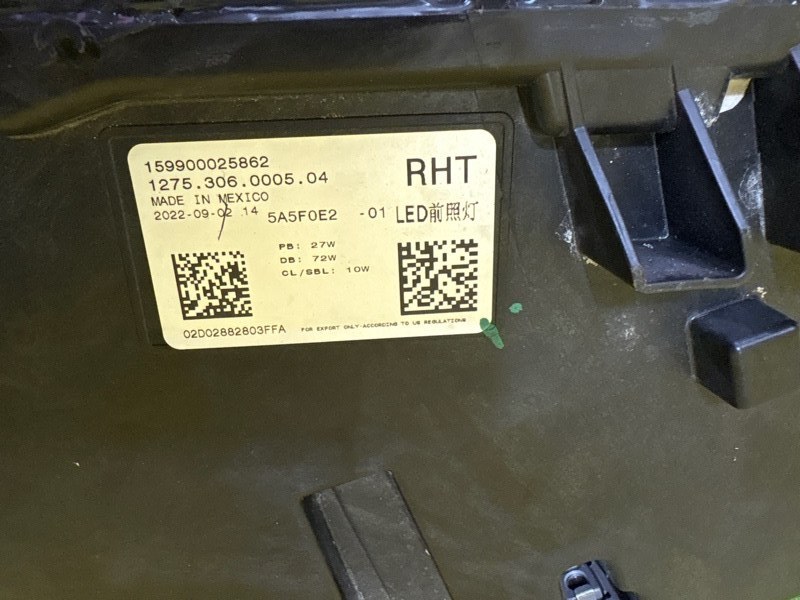 159900025862
1275.306.0005.04
RHT
MADE IN MEXICO
2022-09-02 14 5A5F0E2 -01 LED前照灯
PB: 27W
DB: 72W
CL/SBL: 10W
02D02882803FFA
FOR EXPORT ONLY-ACCORDING TO US REGULATIONS